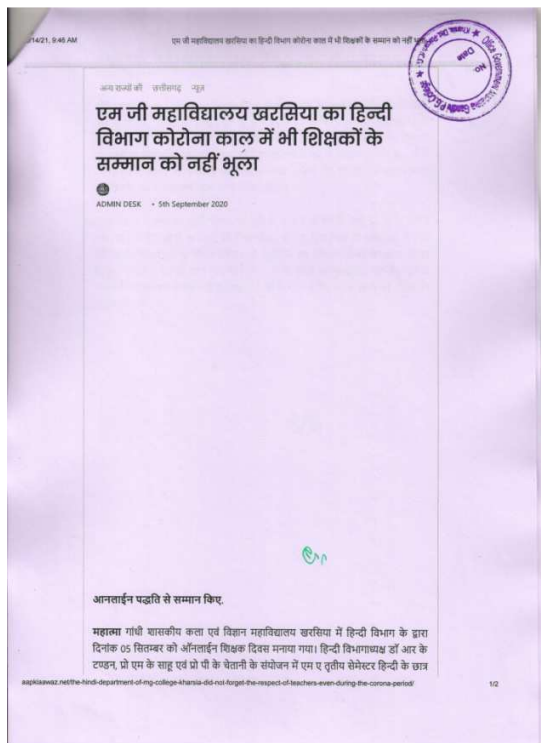 /14/21, 9:46 AM
एम जी महाविद्यालय खरसिया का हिन्दी विभाग कोरोना काल में भी शिक्षकों के सम्मान को नहीं
अन्य राज्यों की छत्तीसगढ़ न्यूज़
एम जी महाविद्यालय खरसिया का हिन्दी
विभाग कोरोना काल में भी शिक्षकों के
सम्मान को नहीं भूला
ADMIN DESK • 5th September 2020
No.
Date
आनलाईन पद्धति से सम्मान किए.
महात्मा गांधी शासकीय कला एवं विज्ञान महाविद्यालय खरसिया में हिन्दी विभाग के द्वारा
दिनांक 05 सितम्बर को ऑनलाईन शिक्षक दिवस मनाया गया। हिन्दी विभागाध्यक्ष डॉ आर के
टण्डन, प्रो एम के साहू एवं प्रो पी के चेतानी के संयोजन में एम ए तृतीय सेमेस्टर हिन्दी के छात्र
aapkiaawaz.net/the-hindi-department-of-mg-college-kharsia-did-not-forget-the-respect-of-teachers-even-during-the-corona-period/
1/2